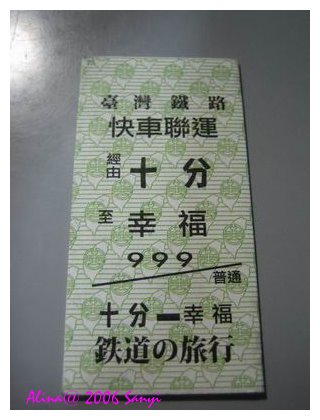 臺灣鐵路
快車聯運
經由 十分
至 幸福
999
普通
十分━幸福
鉄道の旅行
Alina@ 2006 Sanyi